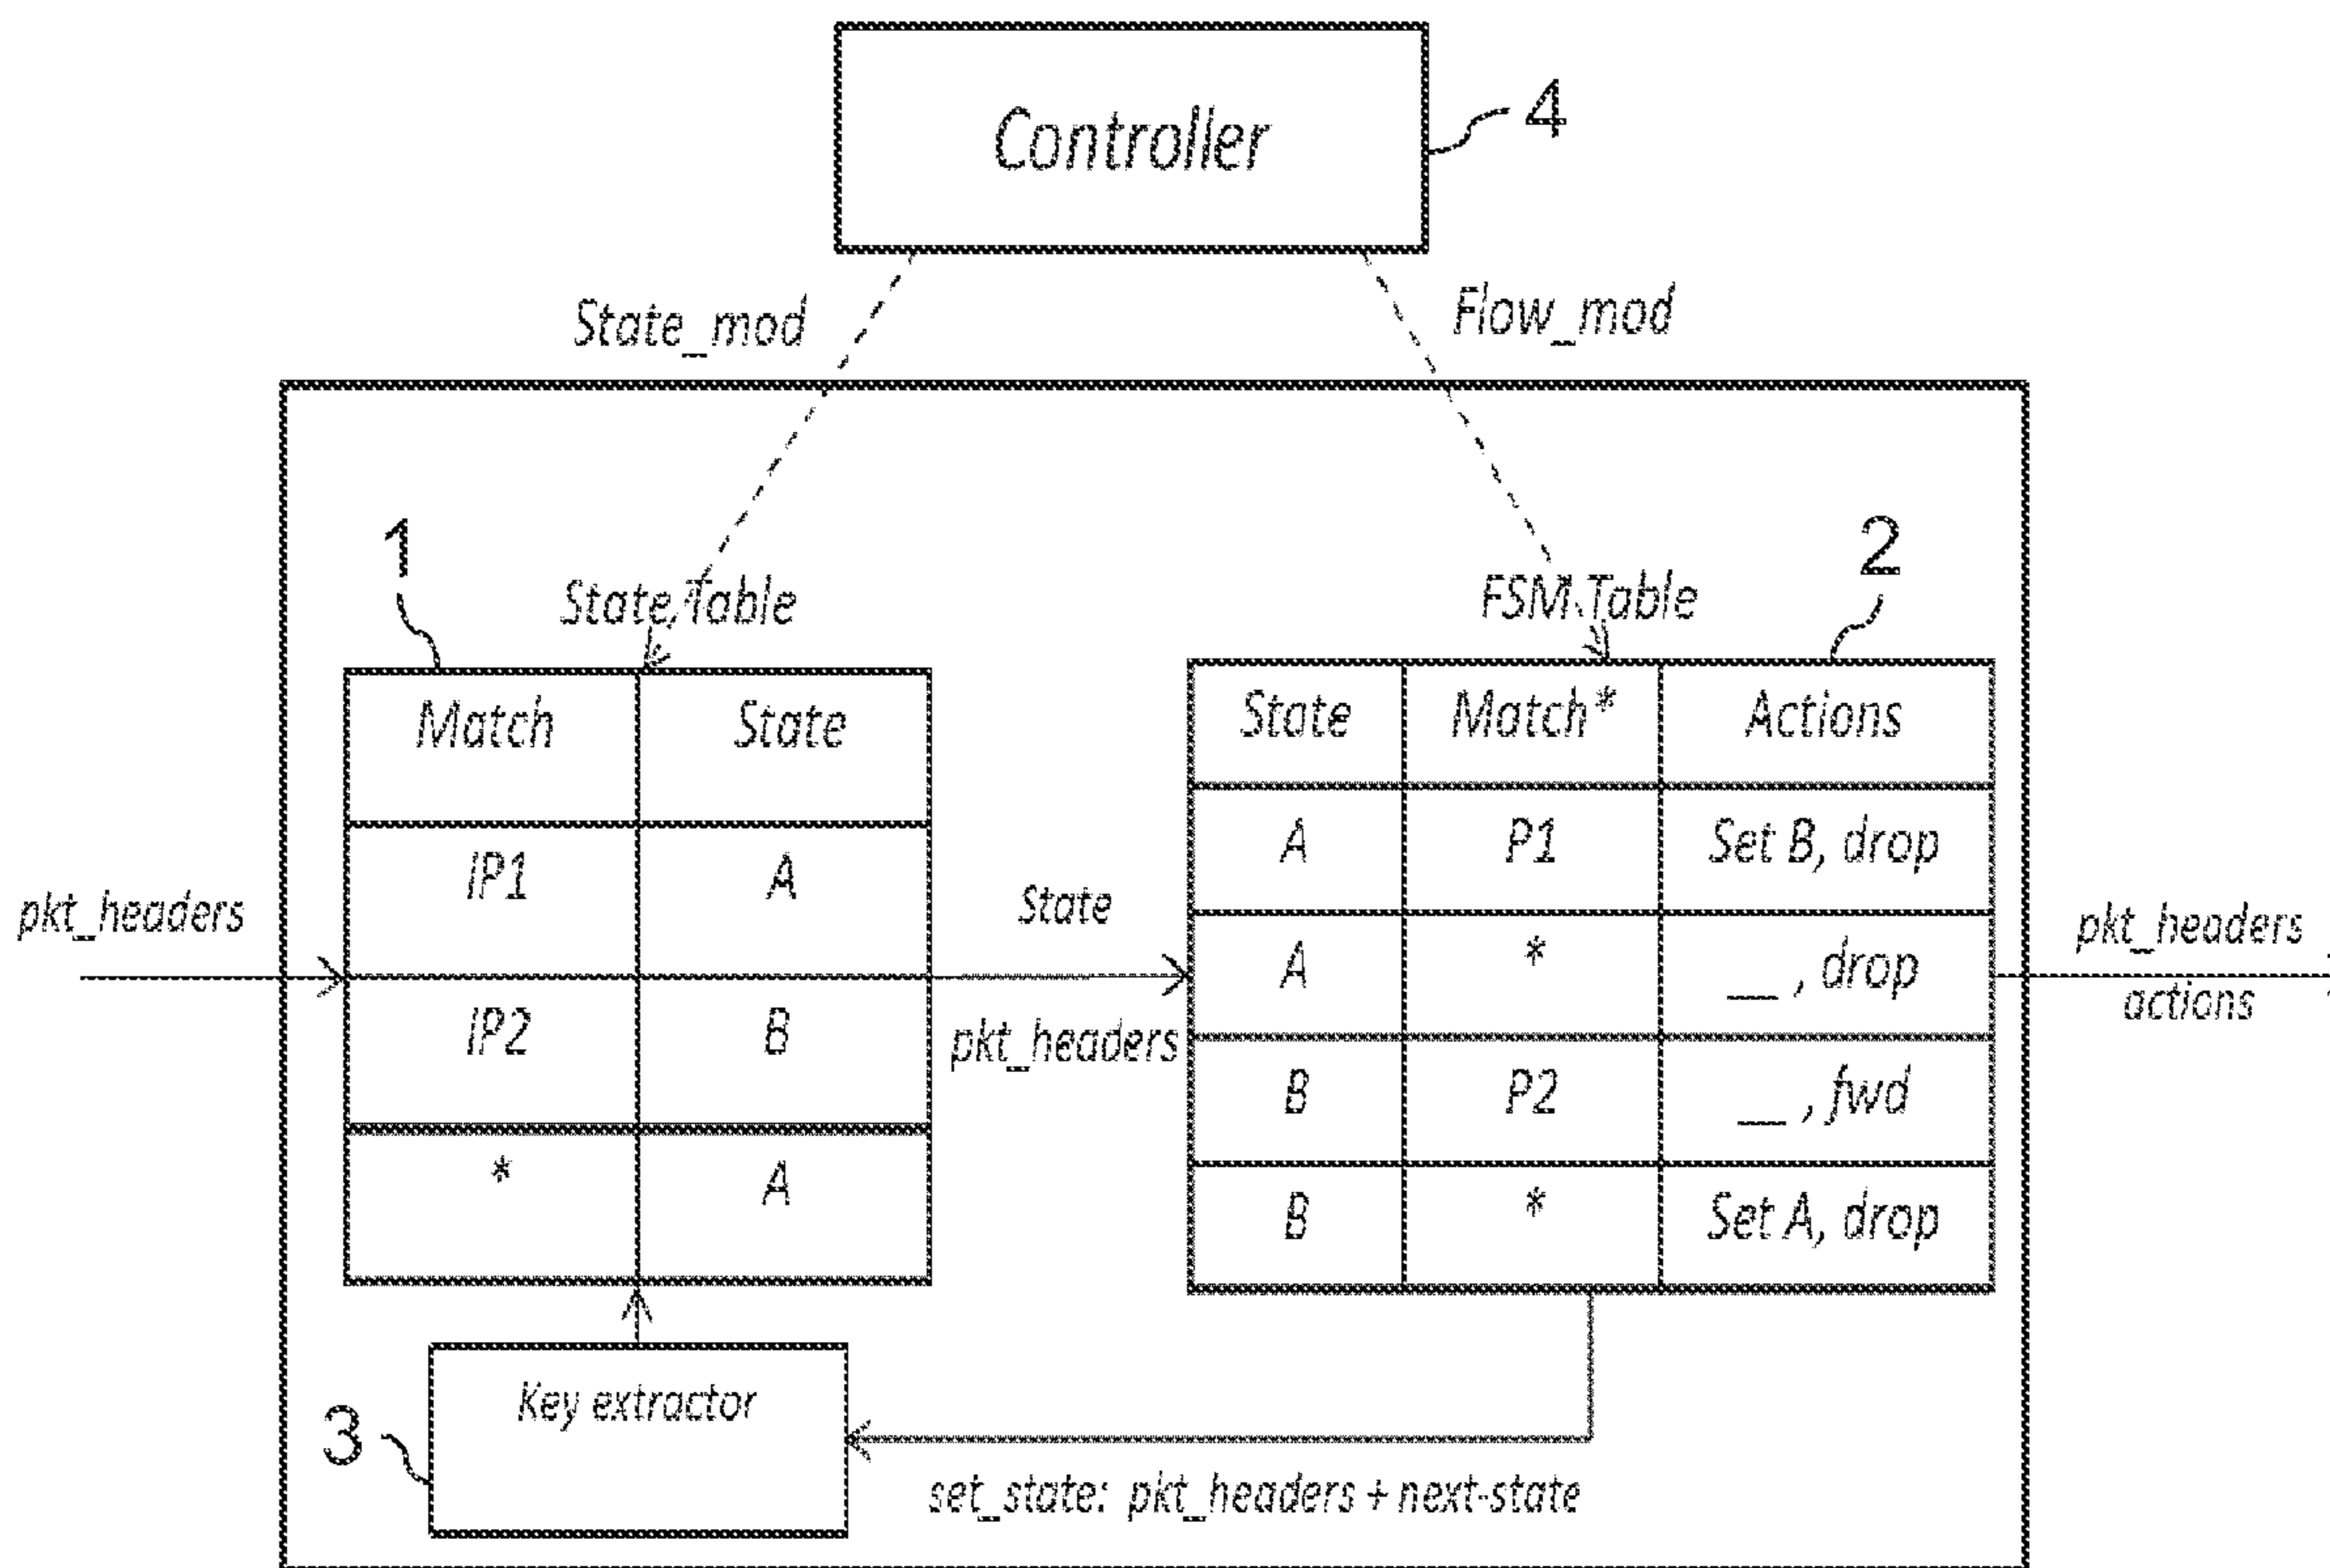 Controller
4
State_mod
Flow_mod
1
2
State Table
FSM Table
Match State
IP1 A
IP2 B
* A
State Match* Actions
A P1 Set B, drop
A * __ , drop
B P2 __ , fwd
B * Set A, drop
pkt_headers
State
pkt_headers
pkt_headers
actions
Key extractor
3
set_state: pkt_headers + next-state